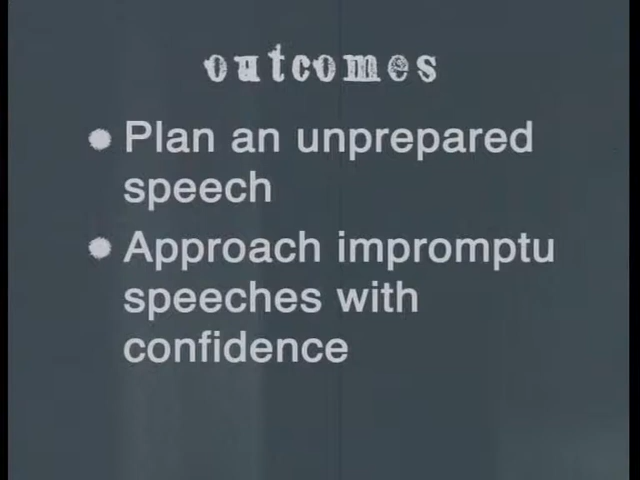 outcomes
Plan an unprepared
speech
Approach impromptu
speeches with
confidence